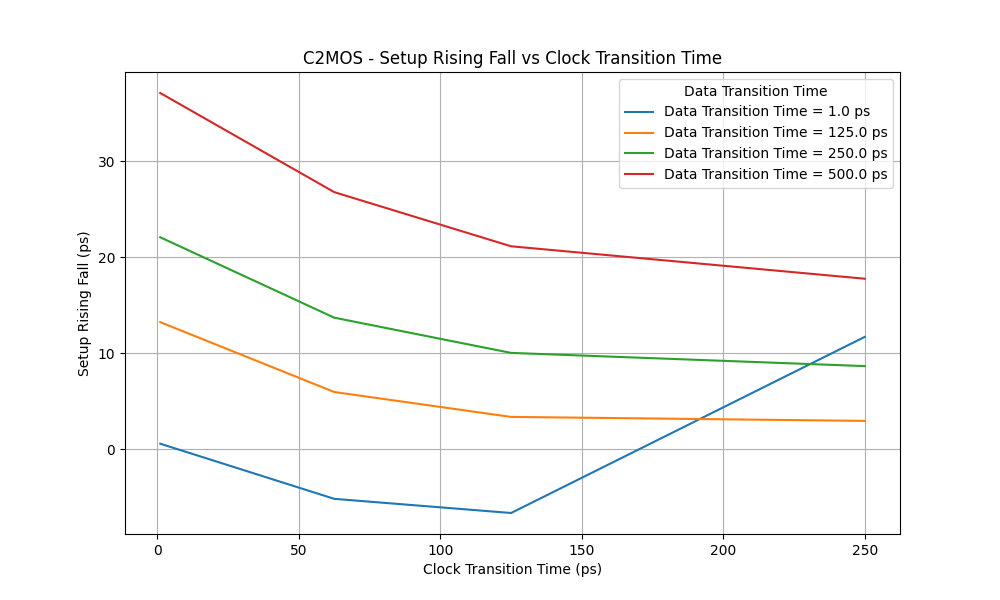 C2MOS - Setup Rising Fall vs Clock Transition Time
Data Transition Time
Data Transition Time = 1.0 ps
Data Transition Time = 125.0 ps
Data Transition Time = 250.0 ps
Data Transition Time = 500.0 ps
Setup Rising Fall (ps)
30
20
10
0
0 50 100 150 200 250
Clock Transition Time (ps)